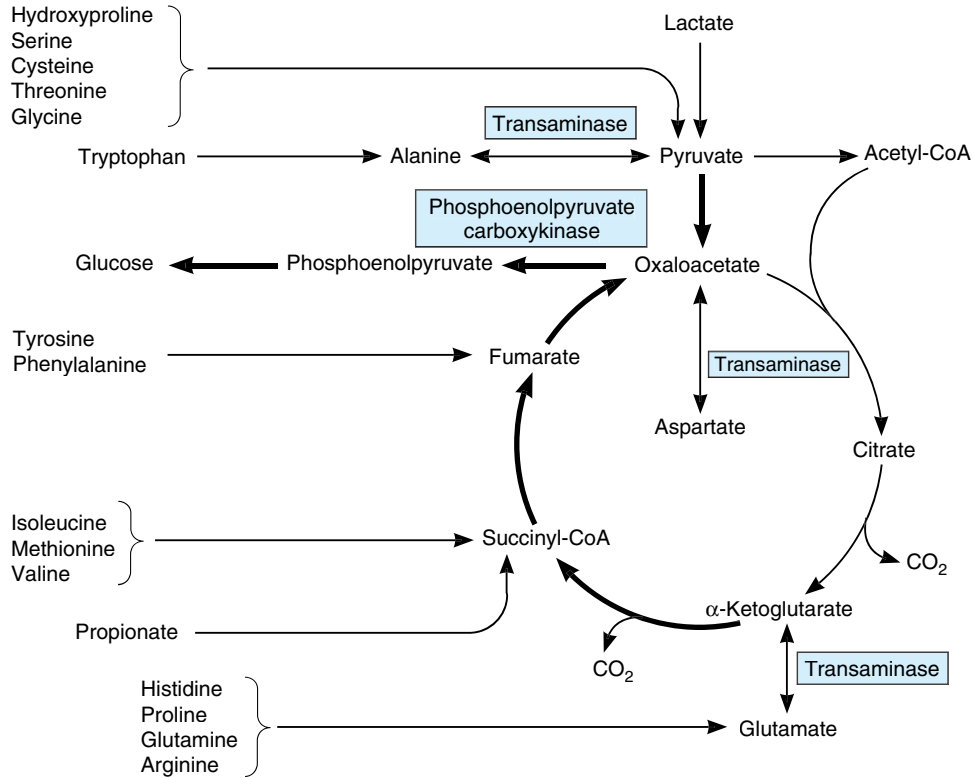 Hydroxyproline
Serine
Cysteine
Threonine
Glycine
Lactate
Transaminase
Tryptophan
Alanine
Pyruvate
Acetyl-CoA
Phosphoenolpyruvate
carboxykinase
Glucose
Phosphoenolpyruvate
Oxaloacetate
Tyrosine
Phenylalanine
Fumarate
Transaminase
Aspartate
Citrate
Isoleucine
Methionine
Valine
Succinyl-CoA
CO₂
α-Ketoglutarate
Propionate
CO₂
Transaminase
Histidine
Proline
Glutamine
Arginine
Glutamate